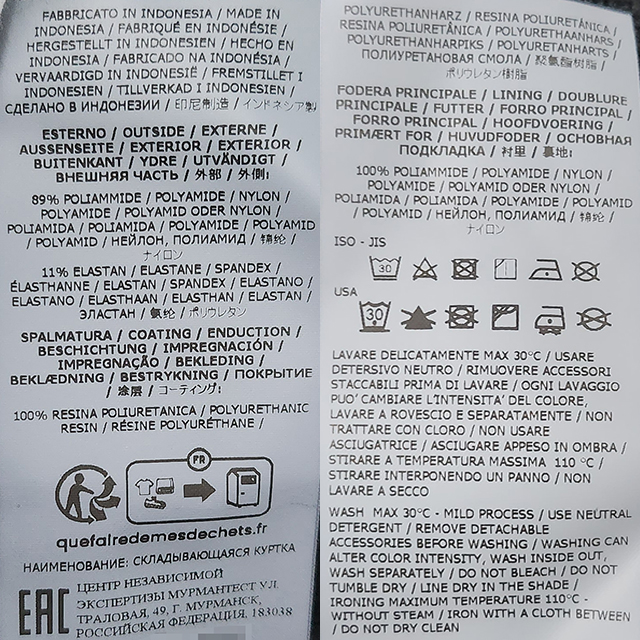 FABBRICATO IN INDONESIA / MADE IN
INDONESIA / FABRIQUÉ EN INDONÉSIE /
HERGESTELLT IN INDONESIEN / HECHO EN
INDONESIA / FABRICADO NA INDONÉSIA /
VERVAARDIGD IN INDONESIË / FREMSTILLET I
INDONESIEN / TILLVERKAD I INDONESIEN /
СДЕЛАНО В ИНДОНЕЗИИ / 印尼制造 / インドネシア製
ESTERNO / OUTSIDE / EXTERNE /
AUSSENSEITE / EXTERIOR / EXTERIOR /
BUITENKANT / YDRE / UTVÄNDIGT /
ВНЕШНЯЯ ЧАСТЬ / 外部 / 外側:
89% POLIAMMIDE / POLYAMIDE / NYLON /
POLYAMIDE / POLYAMID ODER NYLON /
POLIAMIDA / POLIAMIDA / POLYAMIDE / POLYAMID
/ POLYAMID / НЕЙЛОН, ПОЛИАМИД / 锦纶 /
ナイロン
11% ELASTAN / ELASTANE / SPANDEX /
ÉLASTHANNE / ELASTAN / SPANDEX / ELASTANO /
ELASTANO / ELASTHAAN / ELASTHAN / ELASTAN /
ЭЛАСТАН / 氨纶 / ポリウレタン
SPALMATURA / COATING / ENDUCTION /
BESCHICHTUNG / IMPREGNACIÓN /
IMPREGNAÇÃO / BEKLEDING /
BEKLÆDNING / BESTRYKNING / ПОКРЫТИЕ
/ 涂层 / コーティング:
100% RESINA POLIURETANICA / POLYURETHANIC
RESIN / RÉSINE POLYURÉTHANE /
FR
quefairedemesdechets.fr
НАИМЕНОВАНИЕ: СКЛАДЫВАЮЩАЯСЯ КУРТКА
EAC
ЦЕНТР НЕЗАВИСИМОЙ
ЭКСПЕРТИЗЫ МУРМАНТЕСТ УЛ.
ТРАЛОВАЯ, 49, Г. МУРМАНСК,
РОССИЙСКАЯ ФЕДЕРАЦИЯ, 183038
POLYURETHANHARZ / RESINA POLIURETÁNICA /
RESINA POLIURETÂNICA / POLYURETHAANHARS /
POLYURETHANHARPIKS / POLYURETANHARTS /
ПОЛИУРЕТАНОВАЯ СМОЛА / 聚氨酯树脂 /
ポリウレタン樹脂
FODERA PRINCIPALE / LINING / DOUBLURE
PRINCIPALE / FUTTER / FORRO PRINCIPAL /
FORRO PRINCIPAL / HOOFDVOERING /
PRIMÆRT FOR / HUVUDFODER / ОСНОВНАЯ
ПОДКЛАДКА / 衬里 / 裏地:
100% POLIAMMIDE / POLYAMIDE / NYLON /
POLYAMIDE / POLYAMID ODER NYLON /
POLIAMIDA / POLIAMIDA / POLYAMIDE / POLYAMID
/ POLYAMID / НЕЙЛОН, ПОЛИАМИД / 锦纶 /
ナイロン
ISO - JIS
30
USA
30
LAVARE DELICATAMENTE MAX 30°C / USARE
DETERSIVO NEUTRO / RIMUOVERE ACCESSORI
STACCABILI PRIMA DI LAVARE / OGNI LAVAGGIO
PUO' CAMBIARE L'INTENSITA' DEL COLORE,
LAVARE A ROVESCIO E SEPARATAMENTE / NON
TRATTARE CON CLORO / NON USARE
ASCIUGATRICE / ASCIUGARE APPESO IN OMBRA /
STIRARE A TEMPERATURA MASSIMA 110 °C /
STIRARE INTERPONENDO UN PANNO / NON
LAVARE A SECCO
WASH MAX 30°C - MILD PROCESS / USE NEUTRAL
DETERGENT / REMOVE DETACHABLE
ACCESSORIES BEFORE WASHING / WASHING CAN
ALTER COLOR INTENSITY, WASH INSIDE OUT,
WASH SEPARATELY / DO NOT BLEACH / DO NOT
TUMBLE DRY / LINE DRY IN THE SHADE /
IRONING MAXIMUM TEMPERATURE 110°C -
WITHOUT STEAM / IRON WITH A CLOTH BETWEEN
/ DO NOT DRY CLEAN